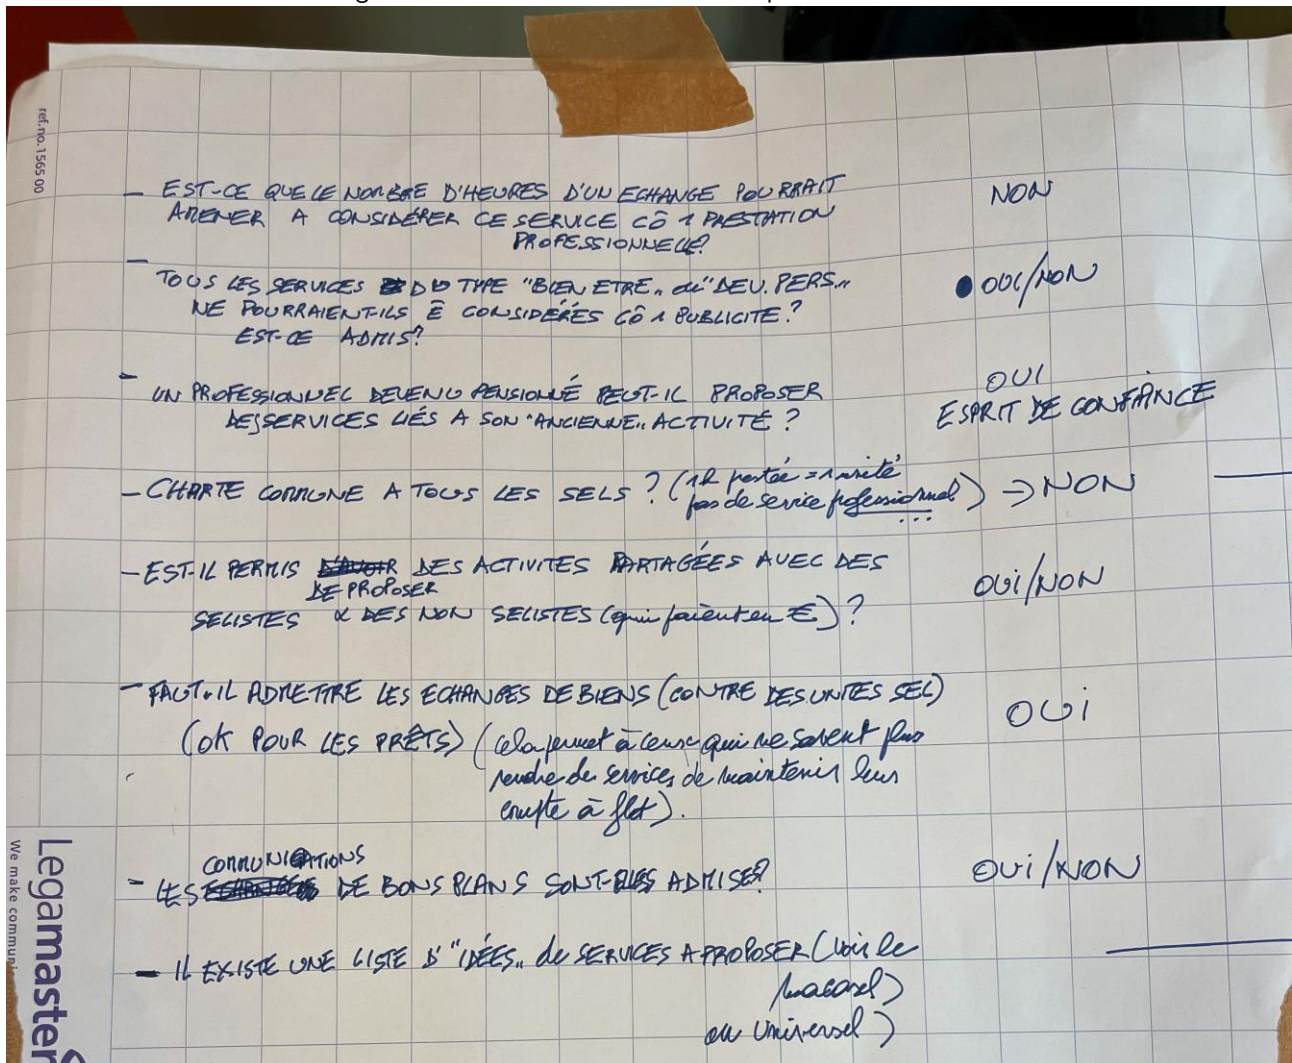 ref.no. 1565 00
– EST-CE QUE LE NOMBRE D'HEURES D'UN ECHANGE POURRAIT NON
AMENER A CONSIDÉRER CE SERVICE CÔ 1 PRESTATION
PROFESSIONNELLE?
– TOUS LES SERVICES DU TYPE "BIEN ETRE" ou "DEV. PERS." OUI/NON
NE POURRAIENT-ILS Ê CONSIDÉRÉS CÔ 1 PUBLICITE?
EST-CE ADMIS?
– UN PROFESSIONNEL DEVENU PENSIONNÉ PEUT-IL PROPOSER OUI
DES SERVICES LIÉS A SON "ANCIENNE" ACTIVITÉ? ESPRIT DE CONFIANCE
– CHARTE COMMUNE A TOUS LES SELS? (1h prestée = 1 unité
pas de service professionnel) => NON
...
– EST-IL PERMIS DES ACTIVITES PARTAGÉES AVEC DES OUI/NON
DE PROPOSER
SELISTES & DES NON SELISTES (qui paient en €)?
– FAUT-IL ADMETTRE LES ECHANGES DE BIENS (CONTRE DES UNITES SEL) OUI
(OK POUR LES PRÊTS) (cela permet à ceux qui ne savent plus
rendre de services de maintenir leur
compte à flot).
COMMUNICATIONS
– LES DE BONS PLANS SONT-ELLES ADMISES? OUI/NON
– IL EXISTE UNE LISTE D'"IDÉES" de SERVICES A PROPOSER (voir le
ou Universel)
Legamaster
We make